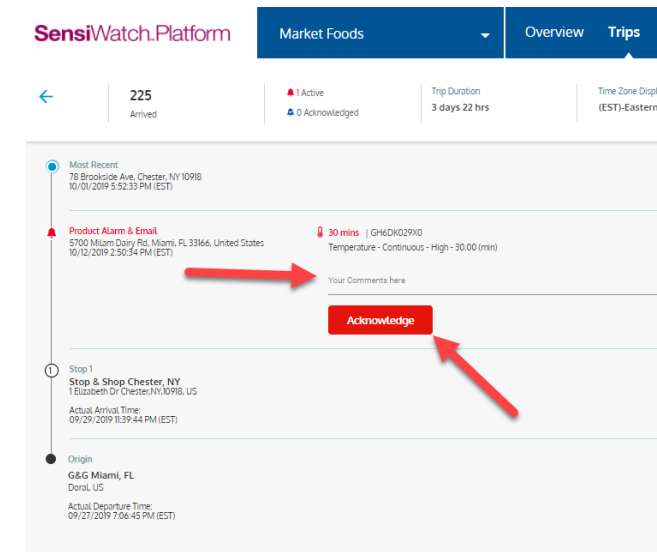 SensiWatch Platform
Market Foods
Overview Trips
225
Arrived
1 Active
0 Acknowledged
Trip Duration
3 days 22 hrs
Time Zone Displ
(EST)-Eastern
Most Recent
78 Brookside Ave, Chester, NY 10918
10/01/2019 5:52:33 PM (EST)
Product Alarm & Email
5700 Milam Dairy Rd, Miami, FL 33166, United States
10/12/2019 2:50:34 PM (EST)
30 mins | GH6DK029X0
Temperature - Continuous - High - 30.00 (min)
Your Comments here
Acknowledge
1
Stop 1
Stop & Shop Chester, NY
1 Elizabeth Dr Chester,NY,10918, US
Actual Arrival Time:
09/29/2019 11:39:44 PM (EST)
Origin
G&G Miami, FL
Doral, US
Actual Departure Time:
09/27/2019 7:06:45 PM (EST)